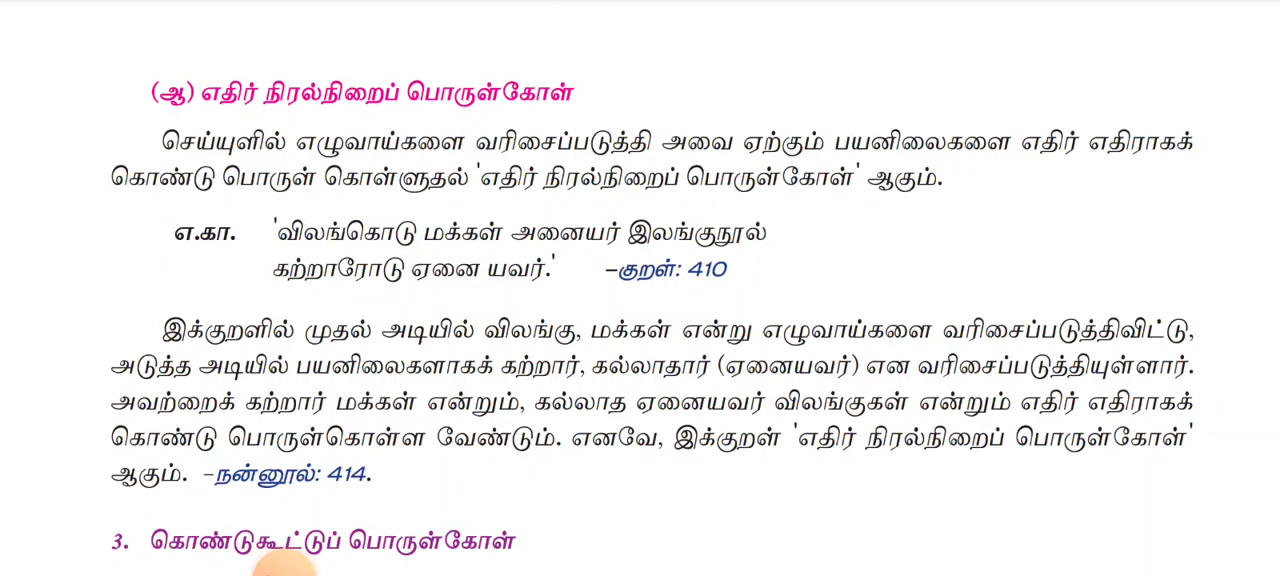 (ஆ) எதிர் நிரல்நிறைப் பொருள்கோள்
செய்யுளில் எழுவாய்களை வரிசைப்படுத்தி அவை ஏற்கும் பயனிலைகளை எதிர் எதிராகக்
கொண்டு பொருள் கொள்ளுதல் 'எதிர் நிரல்நிறைப் பொருள்கோள்' ஆகும்.
எ.கா. 'விலங்கொடு மக்கள் அனையர் இலங்குநூல்
கற்றாரோடு ஏனை யவர்.' –குறள்: 410
இக்குறளில் முதல் அடியில் விலங்கு, மக்கள் என்று எழுவாய்களை வரிசைப்படுத்திவிட்டு,
அடுத்த அடியில் பயனிலைகளாகக் கற்றார், கல்லாதார் (ஏனையவர்) என வரிசைப்படுத்தியுள்ளார்.
அவற்றைக் கற்றார் மக்கள் என்றும், கல்லாத ஏனையவர் விலங்குகள் என்றும் எதிர் எதிராகக்
கொண்டு பொருள்கொள்ள வேண்டும். எனவே, இக்குறள் 'எதிர் நிரல்நிறைப் பொருள்கோள்'
ஆகும். –நன்னூல்: 414.
3. கொண்டுகூட்டுப் பொருள்கோள்